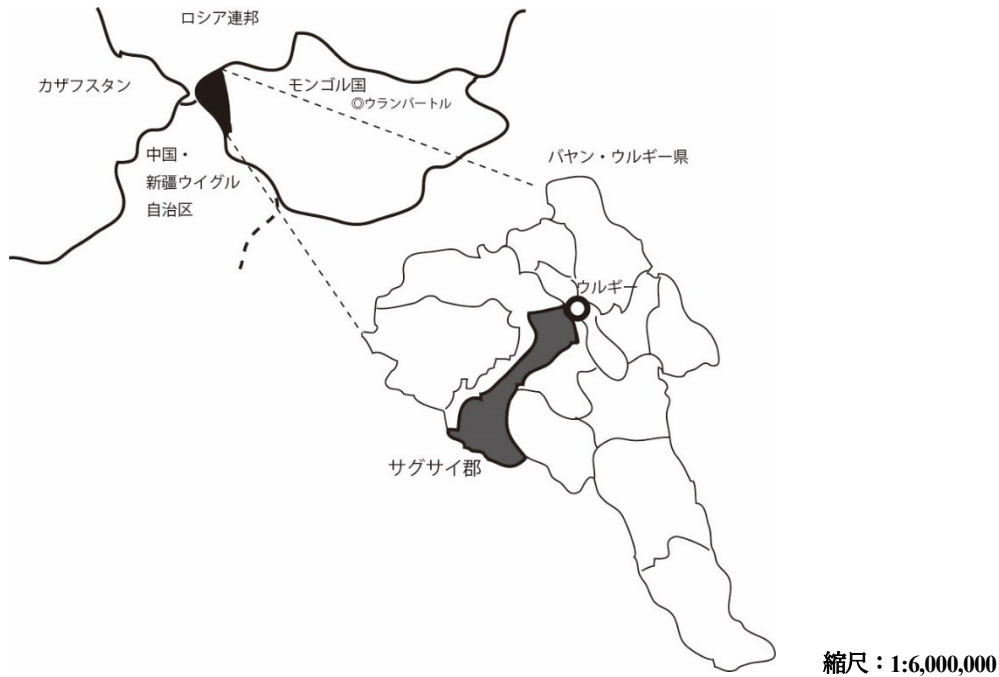 ロシア連邦
カザフスタン
モンゴル国
◎ウランバートル
中国・
新疆ウイグル
自治区
バヤン・ウルギー県
ウルギー
サグサイ郡
縮尺：1:6,000,000